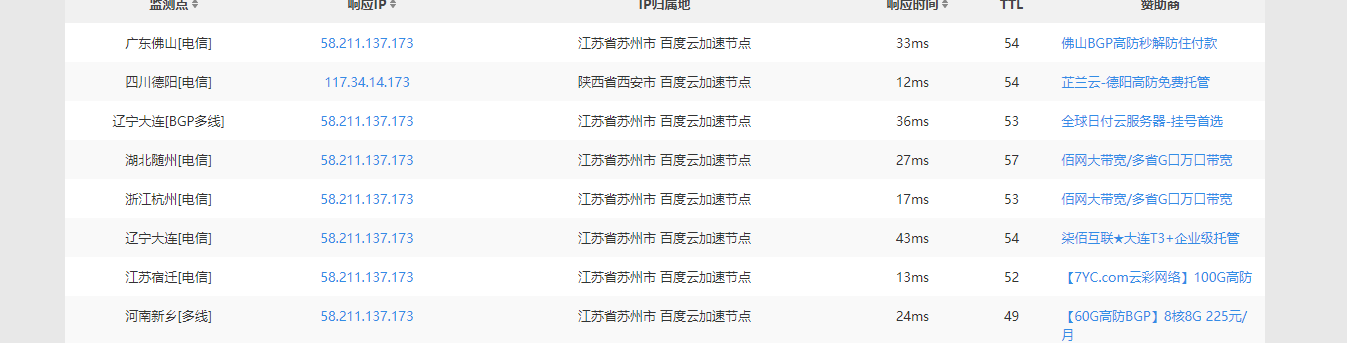 监测点 响应IP IP归属地 响应时间 TTL 赞助商
广东佛山[电信] 58.211.137.173 江苏省苏州市 百度云加速节点 33ms 54 佛山BGP高防秒解防住付款
四川德阳[电信] 117.34.14.173 陕西省西安市 百度云加速节点 12ms 54 芷兰云-德阳高防免费托管
辽宁大连[BGP多线] 58.211.137.173 江苏省苏州市 百度云加速节点 36ms 53 全球日付云服务器-挂号首选
湖北随州[电信] 58.211.137.173 江苏省苏州市 百度云加速节点 27ms 57 佰网大带宽/多省G口万口带宽
浙江杭州[电信] 58.211.137.173 江苏省苏州市 百度云加速节点 17ms 53 佰网大带宽/多省G口万口带宽
辽宁大连[电信] 58.211.137.173 江苏省苏州市 百度云加速节点 43ms 54 柒佰互联★大连T3+企业级托管
江苏宿迁[电信] 58.211.137.173 江苏省苏州市 百度云加速节点 13ms 52 【7YC.com云彩网络】100G高防
河南新乡[多线] 58.211.137.173 江苏省苏州市 百度云加速节点 24ms 49 【60G高防BGP】8核8G 225元/
月